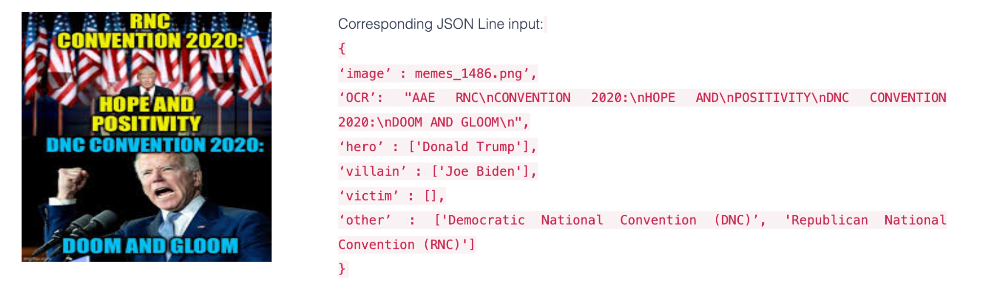 RNC
CONVENTION 2020:
HOPE AND
POSITIVITY
DNC CONVENTION 2020:
DOOM AND GLOOM
Corresponding JSON Line input:
{
‘image’ : memes_1486.png’,
‘OCR’: "AAE RNC\nCONVENTION 2020:\nHOPE AND\nPOSITIVITY\nDNC CONVENTION
2020:\nDOOM AND GLOOM\n",
‘hero’ : ['Donald Trump'],
‘villain’ : ['Joe Biden'],
‘victim’ : [],
‘other’ : ['Democratic National Convention (DNC)’, 'Republican National
Convention (RNC)']
}